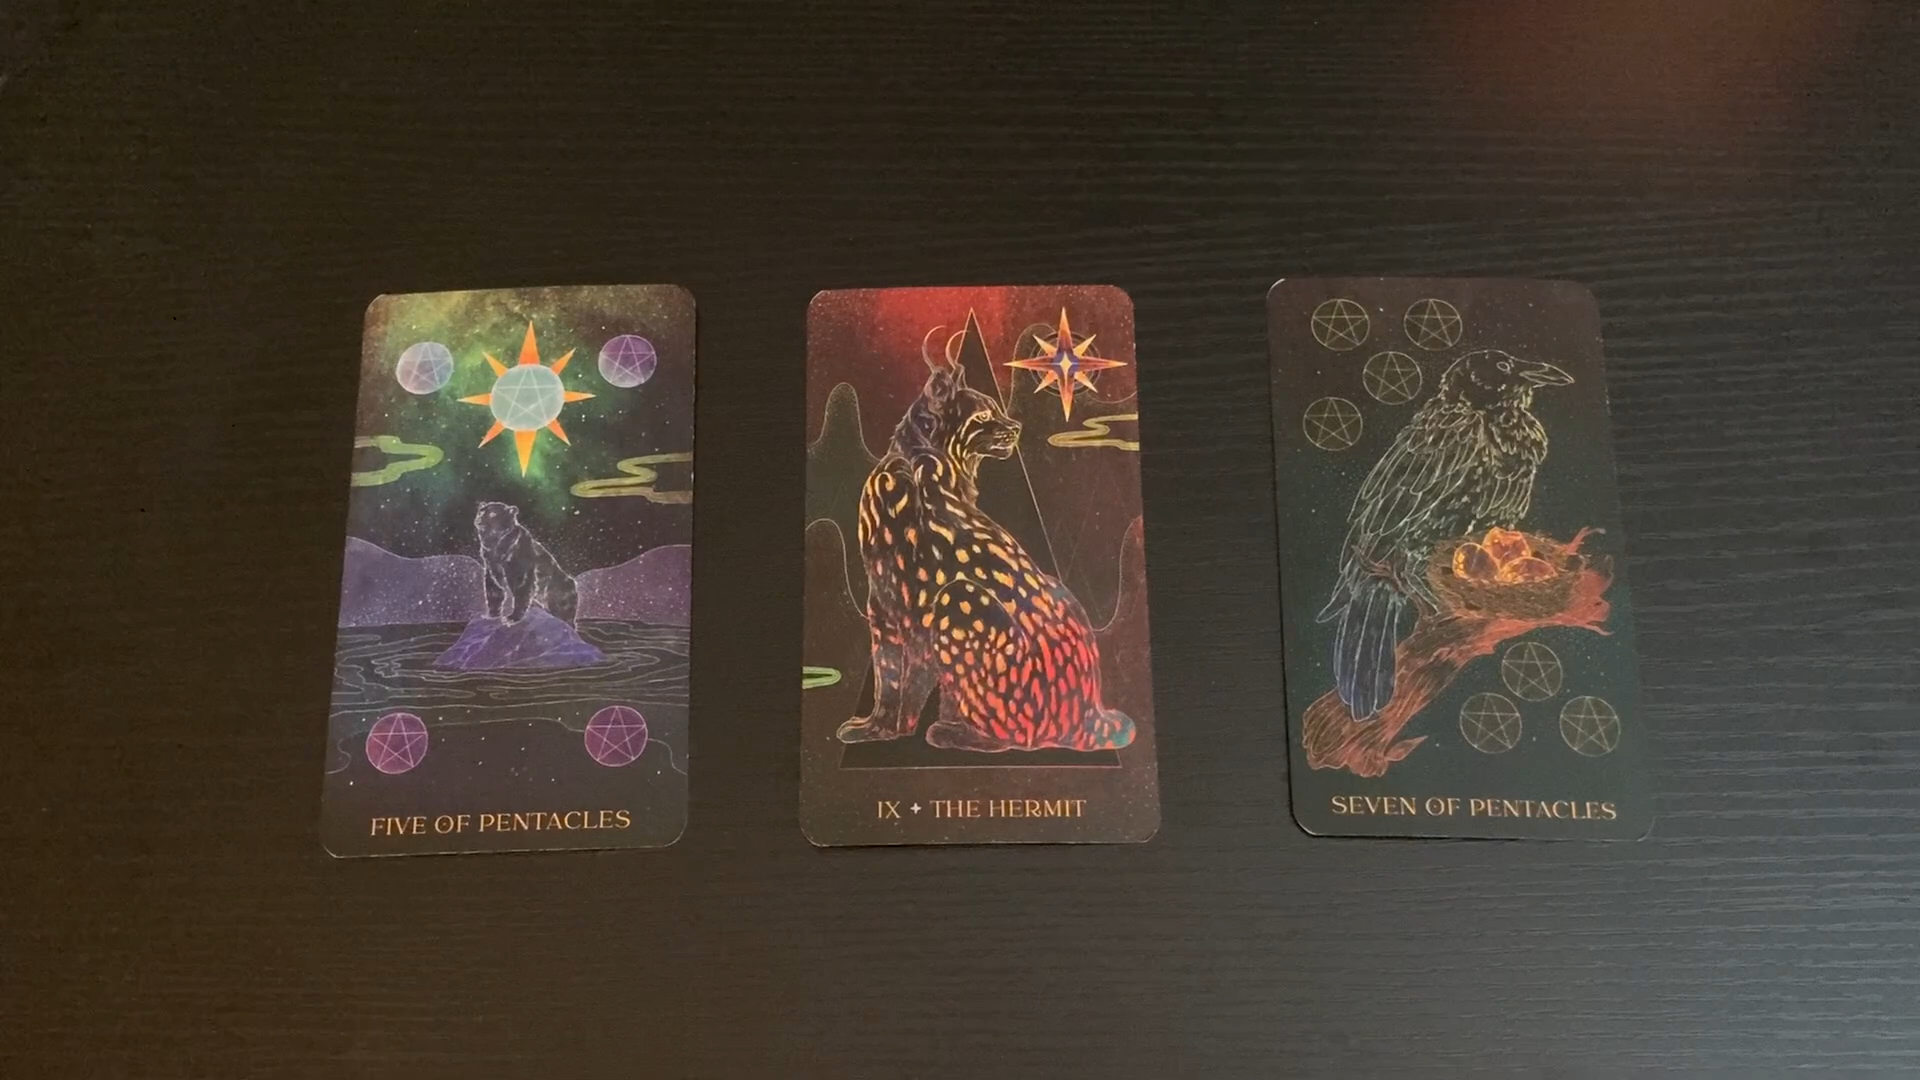 FIVE OF PENTACLES
IX ✦ THE HERMIT
SEVEN OF PENTACLES